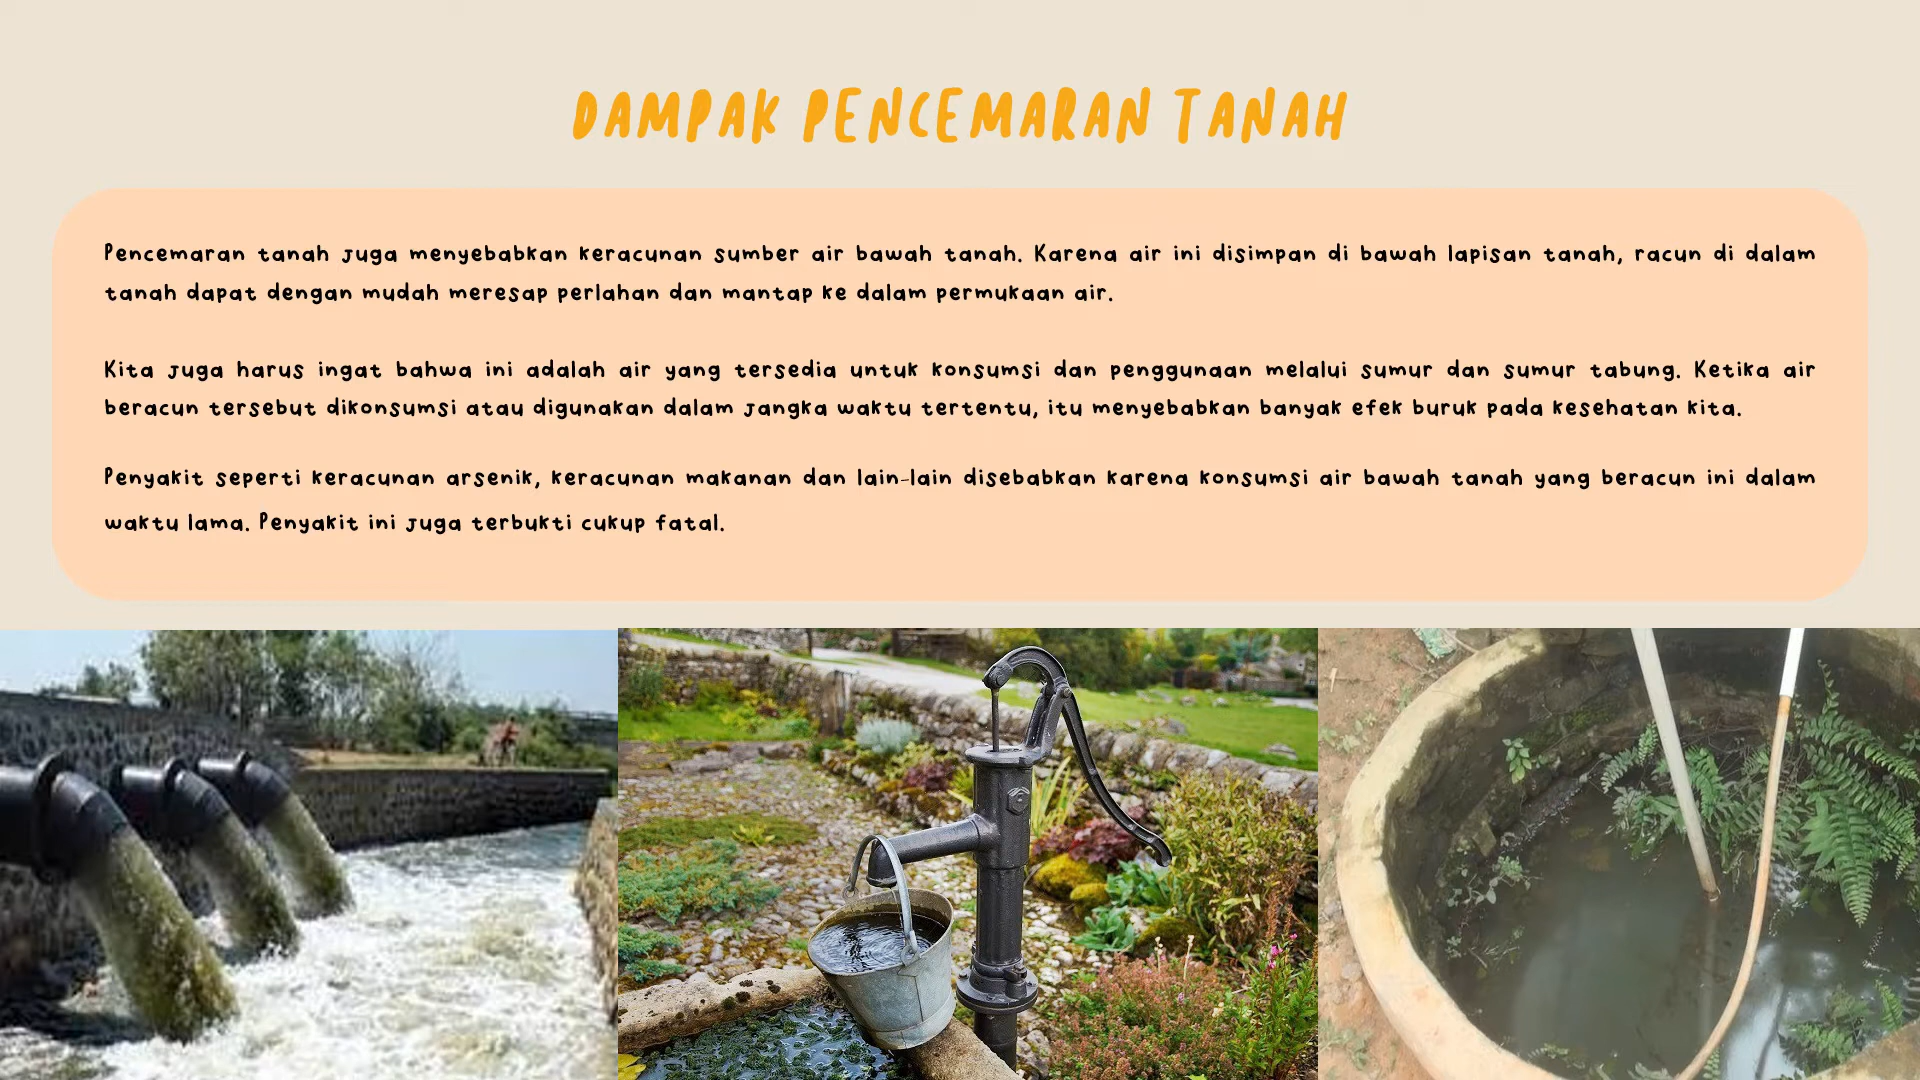 DAMPAK PENCEMARAN TANAH
Pencemaran tanah juga menyebabkan keracunan sumber air bawah tanah. Karena air ini disimpan di bawah lapisan tanah, racun di dalam
tanah dapat dengan mudah meresap perlahan dan mantap ke dalam permukaan air.
Kita juga harus ingat bahwa ini adalah air yang tersedia untuk konsumsi dan penggunaan melalui sumur dan sumur tabung. Ketika air
beracun tersebut dikonsumsi atau digunakan dalam jangka waktu tertentu, itu menyebabkan banyak efek buruk pada kesehatan kita.
Penyakit seperti keracunan arsenik, keracunan makanan dan lain-lain disebabkan karena konsumsi air bawah tanah yang beracun ini dalam
waktu lama. Penyakit ini juga terbukti cukup fatal.